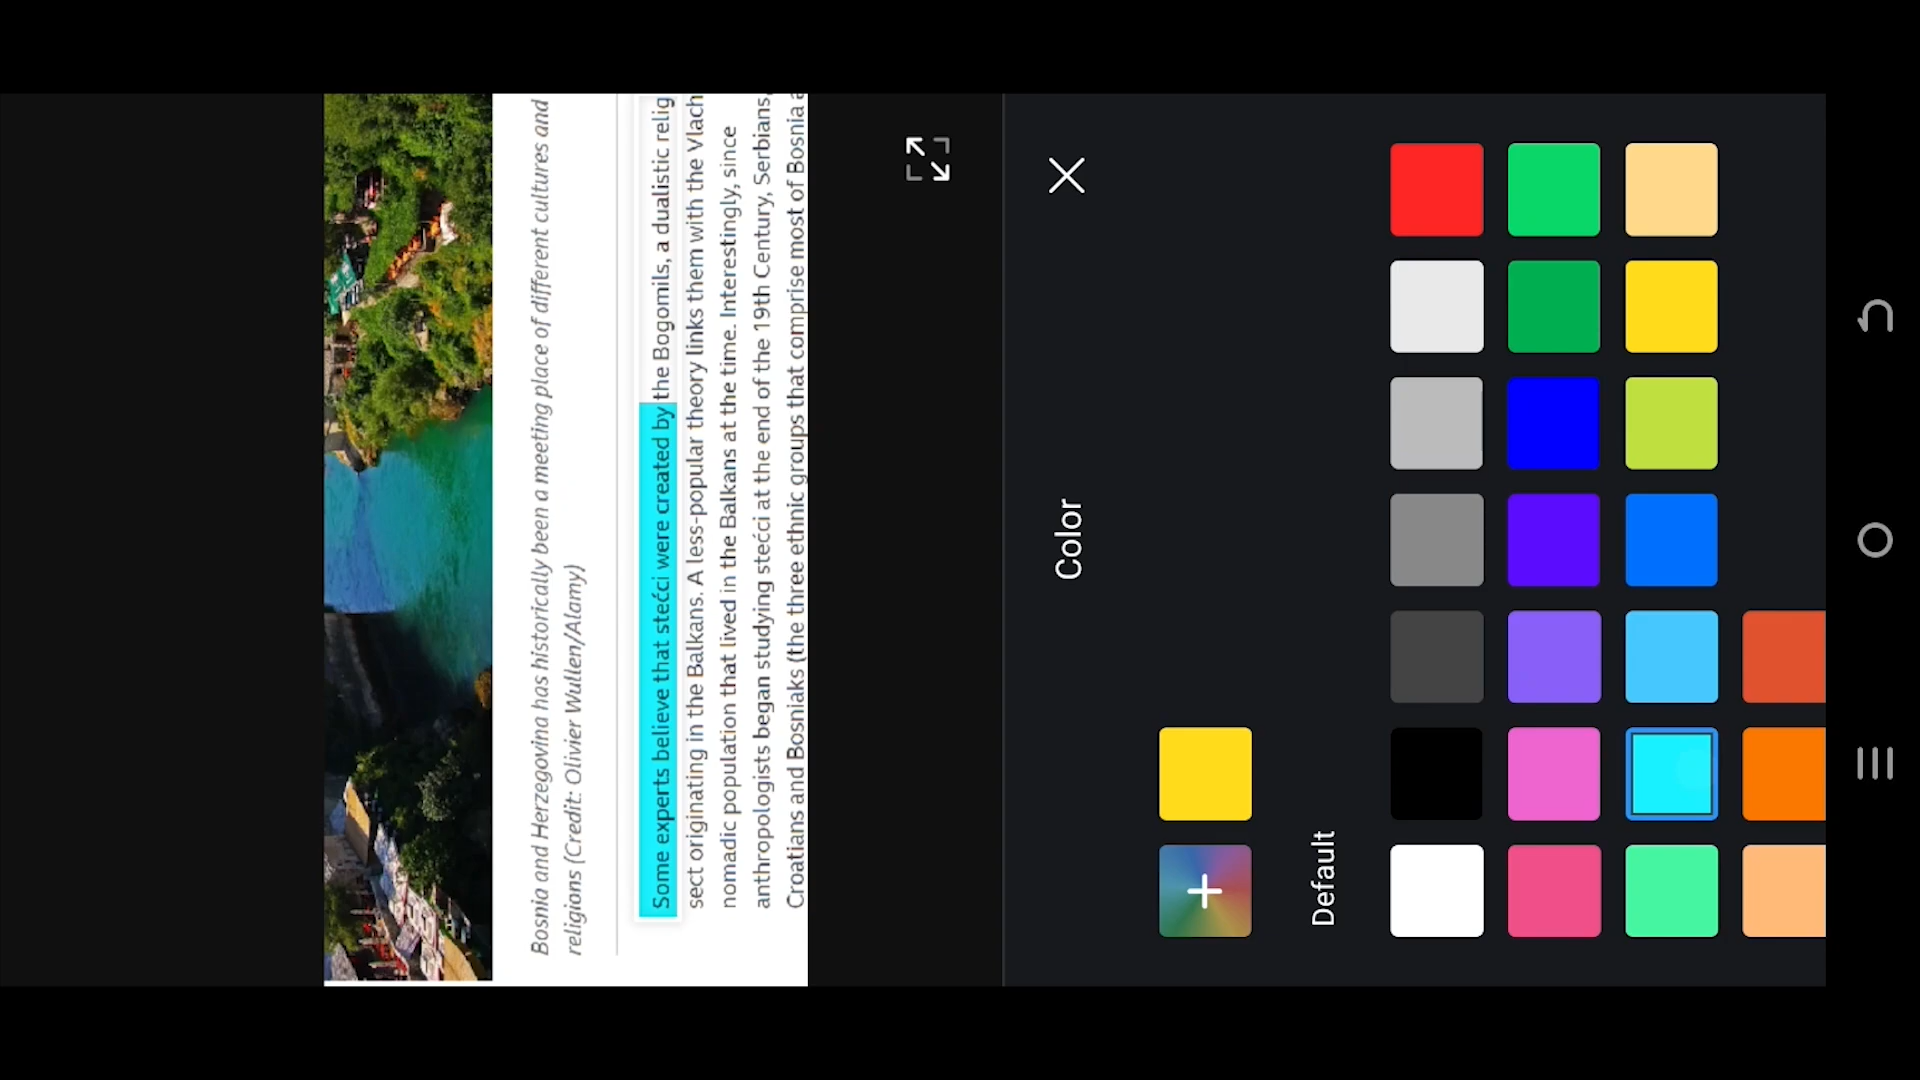 Bosnia and Herzegovina has historically been a meeting place of different cultures and
religions (Credit: Olivier Wullen/Alamy)
Some experts believe that stećci were created by the Bogomils, a dualistic relig
sect originating in the Balkans. A less-popular theory links them with the Vlach
nomadic population that lived in the Balkans at the time. Interestingly, since
anthropologists began studying stećci at the end of the 19th Century, Serbians
Croatians and Bosniaks (the three ethnic groups that comprise most of Bosnia a
Color
Default